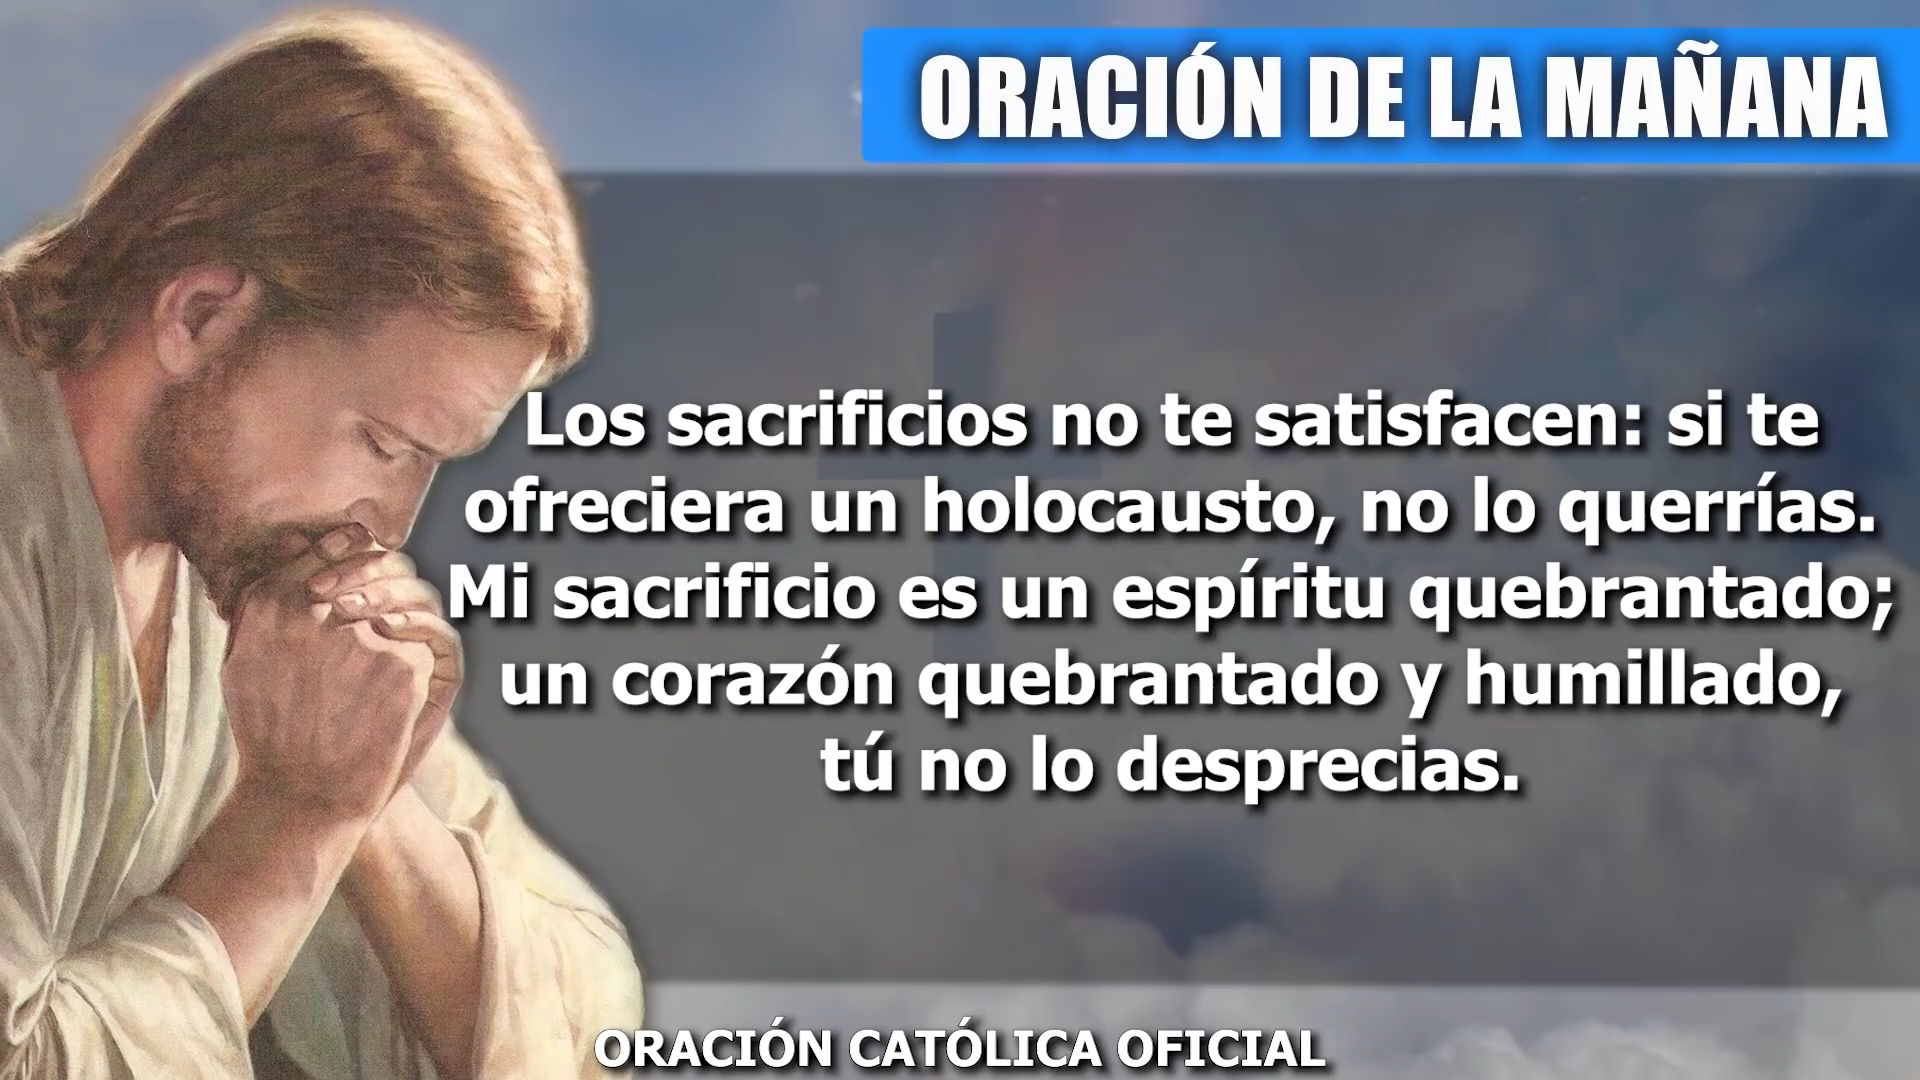 ORACIÓN DE LA MAÑANA
Los sacrificios no te satisfacen: si te
ofreciera un holocausto, no lo querrías.
Mi sacrificio es un espíritu quebrantado;
un corazón quebrantado y humillado,
tú no lo desprecias.
ORACIÓN CATÓLICA OFICIAL